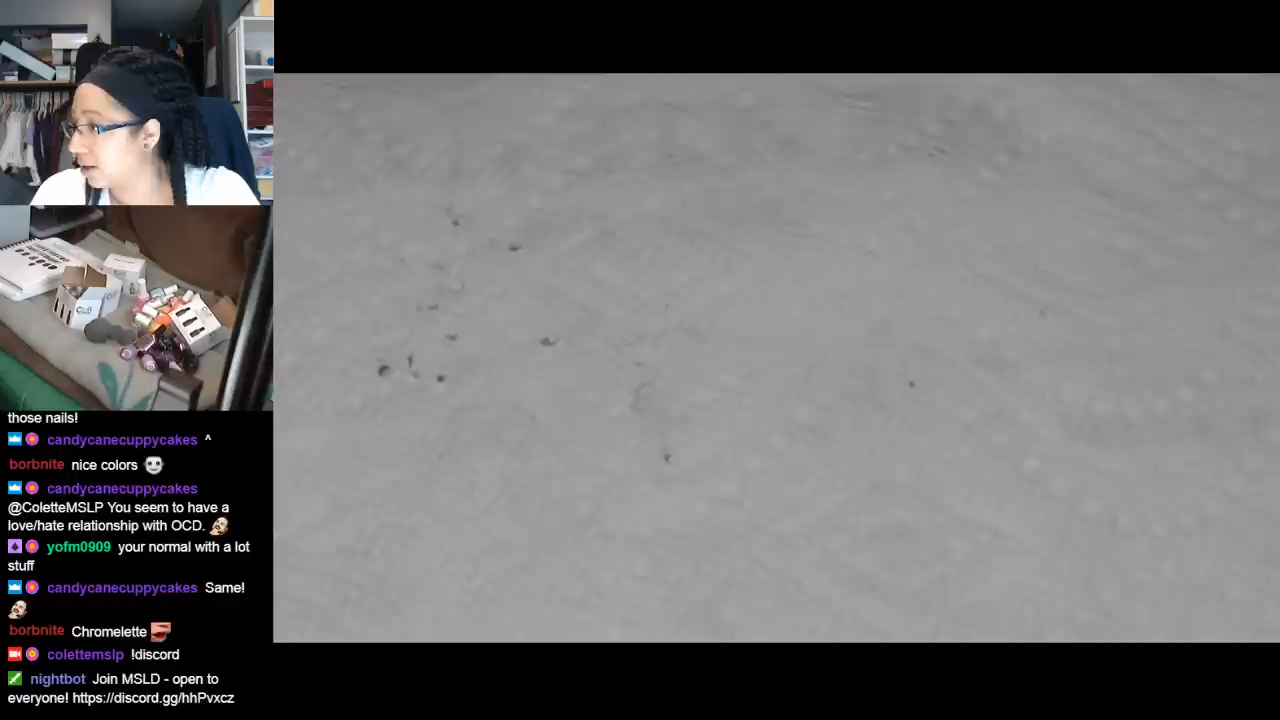 those nails!
candycanecuppycakes ^
borbnite nice colors
candycanecuppycakes
@ColetteMSLP You seem to have a
love/hate relationship with OCD.
yofm0909 your normal with a lot
stuff
candycanecuppycakes Same!
borbnite Chromelette
colettemslp !discord
nightbot Join MSLD - open to
everyone! https://discord.gg/hhPvxcz